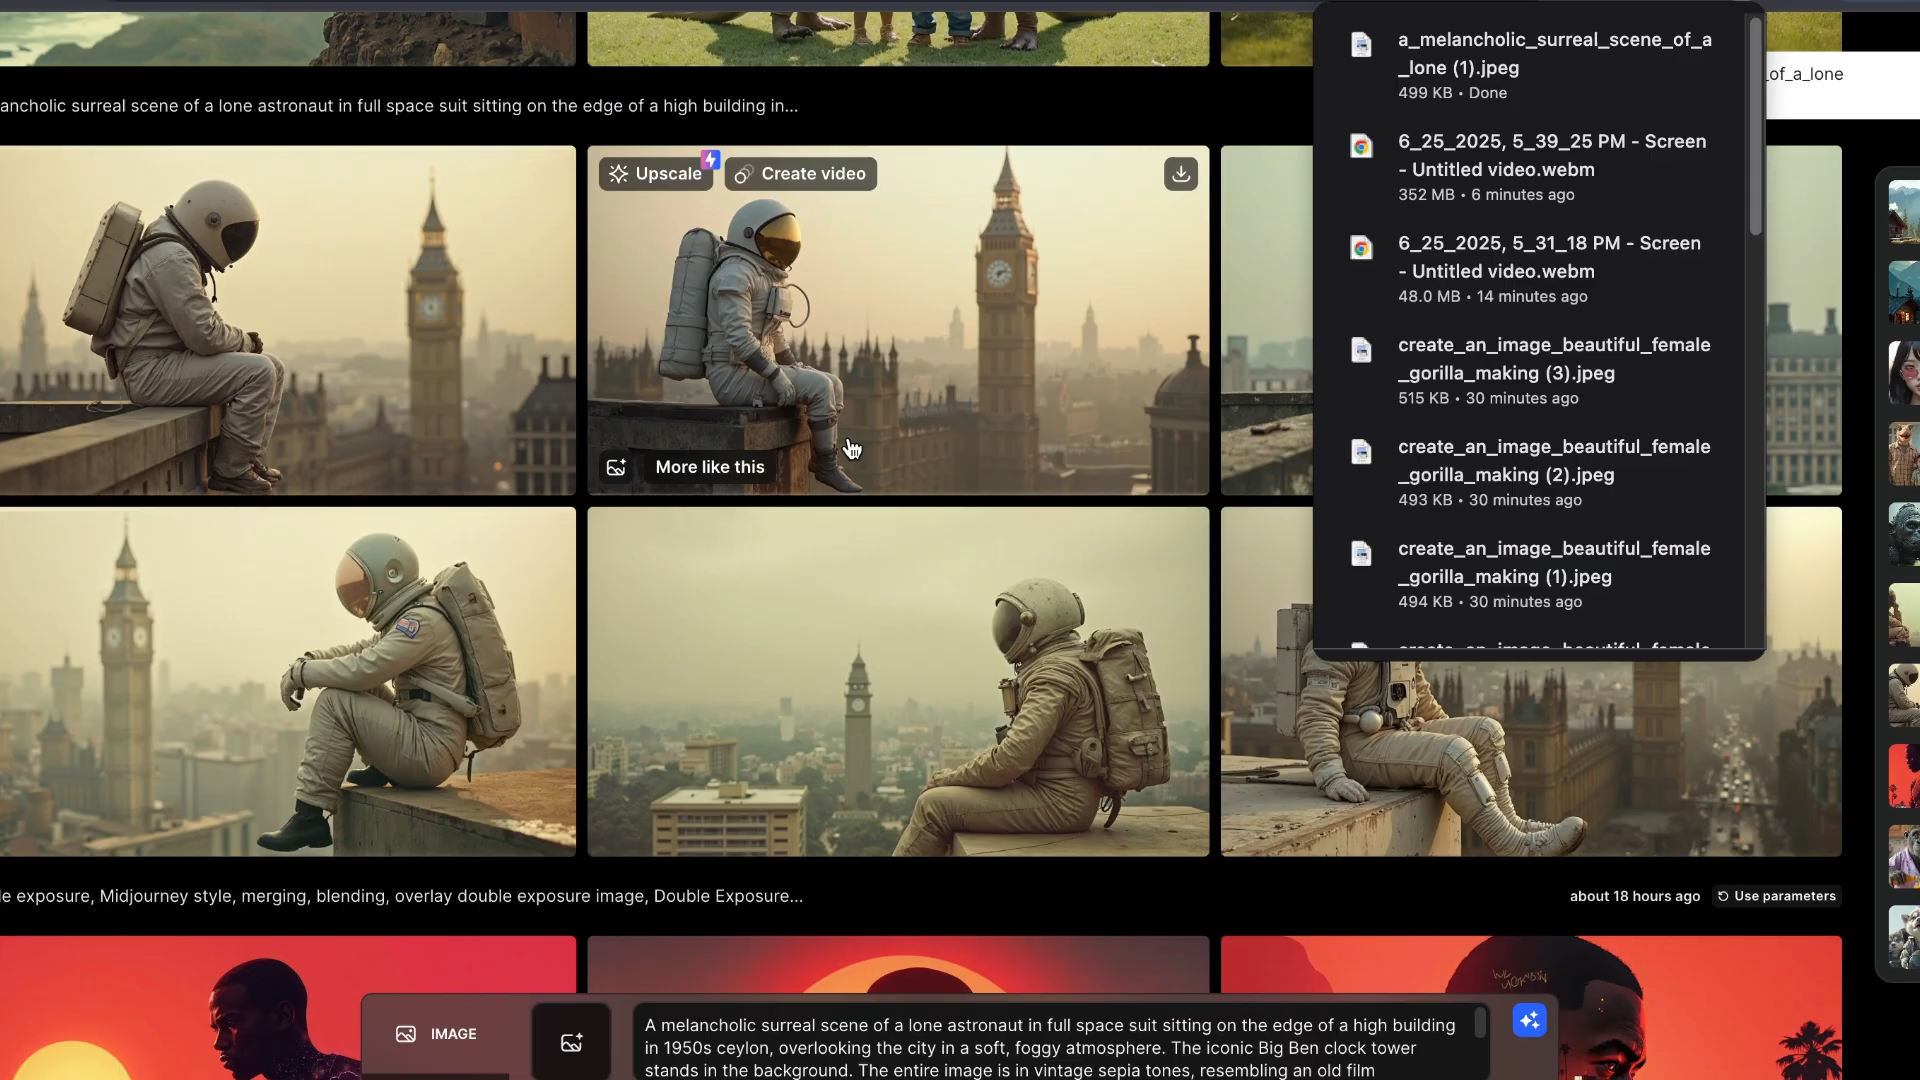 ancholic surreal scene of a lone astronaut in full space suit sitting on the edge of a high building in...
Upscale
Create video
More like this
a_melancholic_surreal_scene_of_a
_lone (1).jpeg
499 KB • Done
6_25_2025, 5_39_25 PM - Screen
- Untitled video.webm
352 MB • 6 minutes ago
6_25_2025, 5_31_18 PM - Screen
- Untitled video.webm
48.0 MB • 14 minutes ago
create_an_image_beautiful_female
_gorilla_making (3).jpeg
515 KB • 30 minutes ago
create_an_image_beautiful_female
_gorilla_making (2).jpeg
493 KB • 30 minutes ago
create_an_image_beautiful_female
_gorilla_making (1).jpeg
494 KB • 30 minutes ago
_of_a_lone
le exposure, Midjourney style, merging, blending, overlay double exposure image, Double Exposure...
about 18 hours ago
Use parameters
IMAGE
A melancholic surreal scene of a lone astronaut in full space suit sitting on the edge of a high building
in 1950s ceylon, overlooking the city in a soft, foggy atmosphere. The iconic Big Ben clock tower
stands in the background. The entire image is in vintage sepia tones, resembling an old film